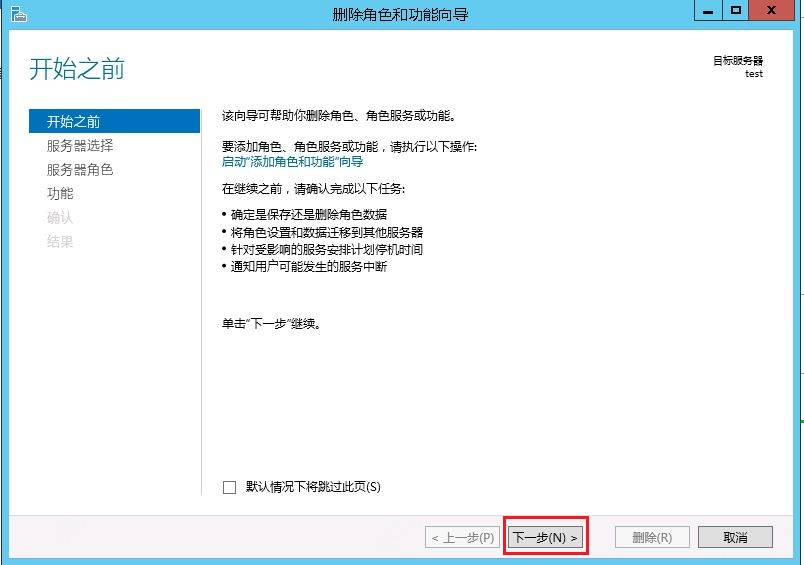 删除角色和功能向导
开始之前
目标服务器
test
开始之前
服务器选择
服务器角色
功能
确认
结果
该向导可帮助你删除角色、角色服务或功能。
要添加角色、角色服务或功能，请执行以下操作:
启动"添加角色和功能"向导
在继续之前，请确认完成以下任务:
• 确定是保存还是删除角色数据
• 将角色设置和数据迁移到其他服务器
• 针对受影响的服务安排计划停机时间
• 通知用户可能发生的服务中断
单击"下一步"继续。
默认情况下将跳过此页(S)
< 上一步(P)
下一步(N) >
删除(R)
取消